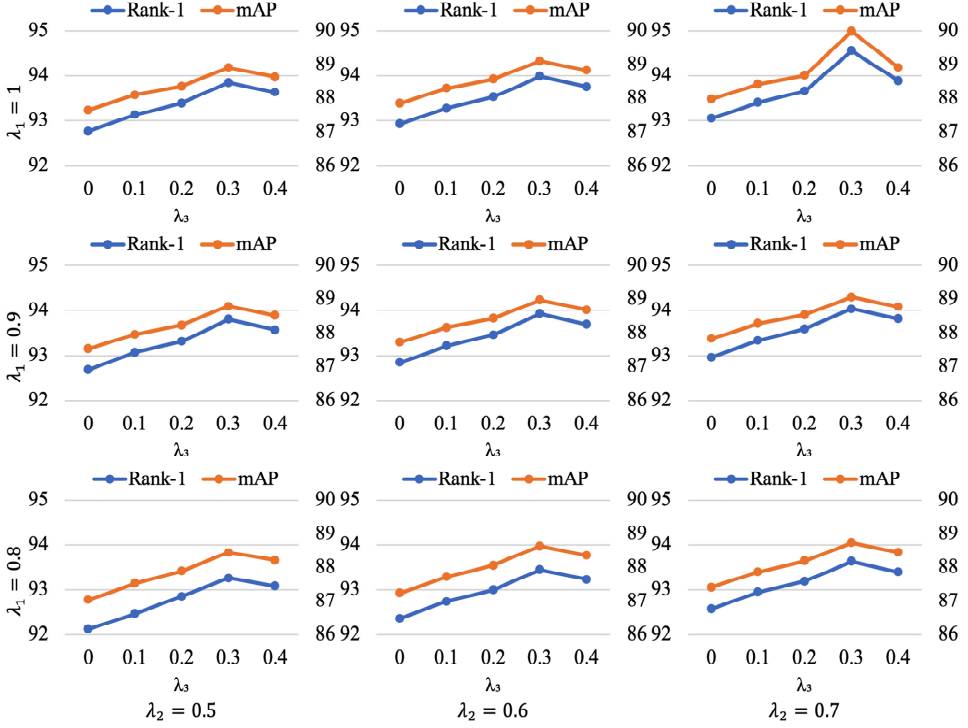 Rank-1 mAP Rank-1 mAP Rank-1 mAP
95 90 95 90 95 90
94 89 94 89 94 89
88 88 88
93 87 93 87 93 87
92 86 92 86 92 86
λ₁ = 1
0 0.1 0.2 0.3 0.4 0 0.1 0.2 0.3 0.4 0 0.1 0.2 0.3 0.4
λ₃ λ₃ λ₃
Rank-1 mAP Rank-1 mAP Rank-1 mAP
95 90 95 90 95 90
94 89 94 89 94 89
88 88 88
93 87 93 87 93 87
92 86 92 86 92 86
λ₁ = 0.9
0 0.1 0.2 0.3 0.4 0 0.1 0.2 0.3 0.4 0 0.1 0.2 0.3 0.4
λ₃ λ₃ λ₃
Rank-1 mAP Rank-1 mAP Rank-1 mAP
95 90 95 90 95 90
94 89 94 89 94 89
88 88 88
93 87 93 87 93 87
92 86 92 86 92 86
λ₁ = 0.8
0 0.1 0.2 0.3 0.4 0 0.1 0.2 0.3 0.4 0 0.1 0.2 0.3 0.4
λ₃ λ₃ λ₃
λ₂ = 0.5 λ₂ = 0.6 λ₂ = 0.7